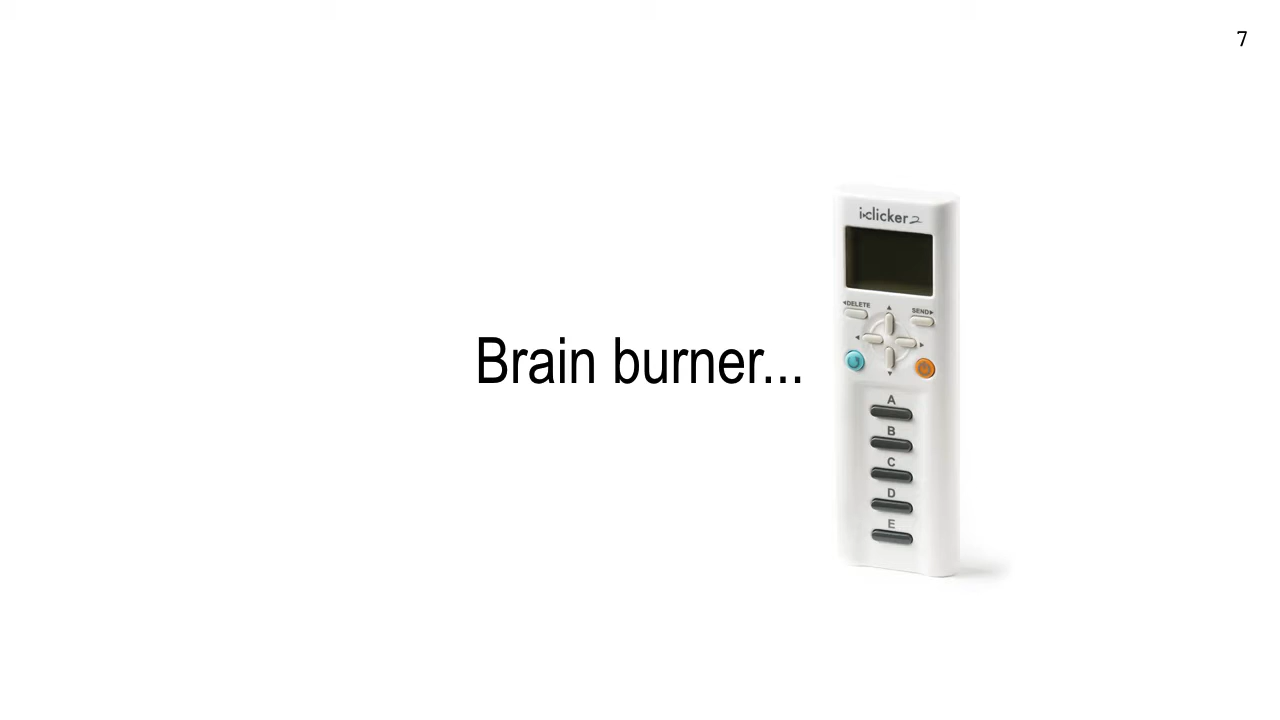 7
i>clicker2
◄DELETE
SEND►
Brain burner...
A
B
C
D
E